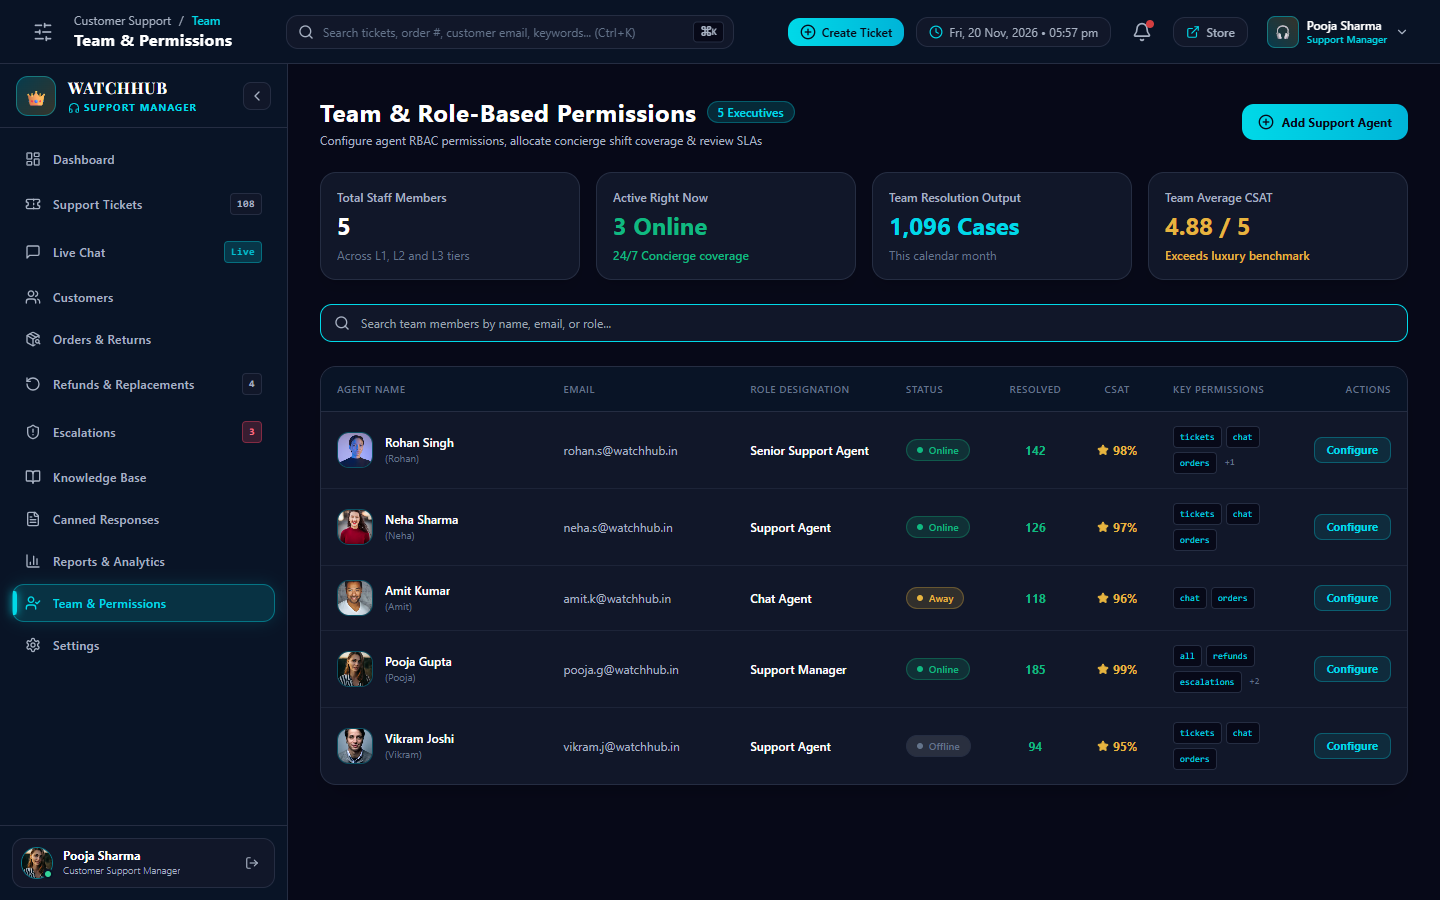 Customer Support / Team
Team & Permissions
Search tickets, order #, customer email, keywords... (Ctrl+K)
⌘K
Create Ticket
Fri, 20 Nov, 2026 • 05:57 pm
Store
Pooja Sharma
Support Manager
WATCHHUB
SUPPORT MANAGER
Dashboard
Support Tickets 108
Live Chat Live
Customers
Orders & Returns
Refunds & Replacements 4
Escalations 3
Knowledge Base
Canned Responses
Reports & Analytics
Team & Permissions
Settings
Pooja Sharma
Customer Support Manager
Team & Role-Based Permissions 5 Executives
Configure agent RBAC permissions, allocate concierge shift coverage & review SLAs
Add Support Agent
Total Staff Members
5
Across L1, L2 and L3 tiers
Active Right Now
3 Online
24/7 Concierge coverage
Team Resolution Output
1,096 Cases
This calendar month
Team Average CSAT
4.88 / 5
Exceeds luxury benchmark
Search team members by name, email, or role...
AGENT NAME EMAIL ROLE DESIGNATION STATUS RESOLVED CSAT KEY PERMISSIONS ACTIONS
Rohan Singh
(Rohan)
rohan.s@watchhub.in Senior Support Agent Online 142 98%
tickets chat
orders +1
Configure
Neha Sharma
(Neha)
neha.s@watchhub.in Support Agent Online 126 97%
tickets chat
orders
Configure
Amit Kumar
(Amit)
amit.k@watchhub.in Chat Agent Away 118 96%
chat orders
Configure
Pooja Gupta
(Pooja)
pooja.g@watchhub.in Support Manager Online 185 99%
all refunds
escalations +2
Configure
Vikram Joshi
(Vikram)
vikram.j@watchhub.in Support Agent Offline 94 95%
tickets chat
orders
Configure